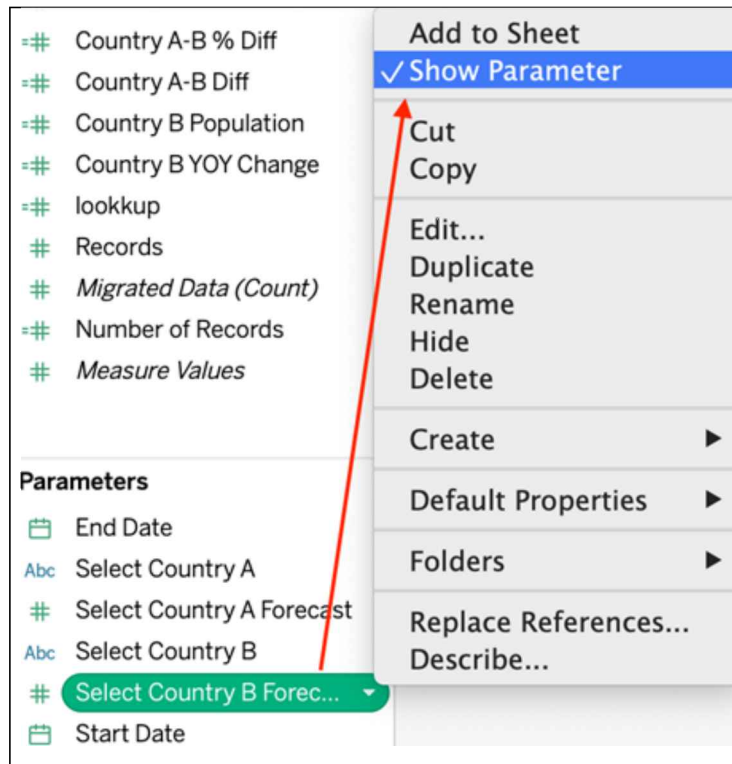 Country A-B % Diff
Country A-B Diff
Country B Population
Country B YOY Change
lookkup
Records
Migrated Data (Count)
Number of Records
Measure Values
Parameters
End Date
Abc Select Country A
Select Country A Forecast
Abc Select Country B
Select Country B Forec...
Start Date
Add to Sheet
✓ Show Parameter
Cut
Copy
Edit...
Duplicate
Rename
Hide
Delete
Create
Default Properties
Folders
Replace References...
Describe...